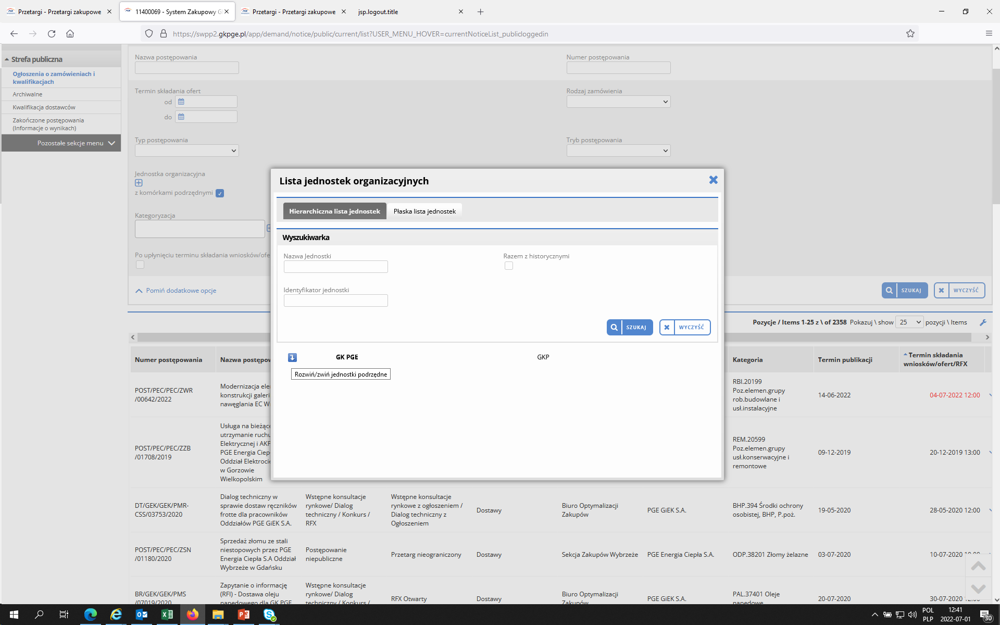 Przetargi - Przetargi zakupowe
11400069 - System Zakupowy G
Przetargi - Przetargi zakupowe
jsp.logout.title
https://swpp2.gkpge.pl/app/demand/notice/public/current/list?USER_MENU_HOVER=currentNoticeList_publicloggedin
Strefa publiczna
Ogłoszenia o zamówieniach i
kwalifikacjach
Archiwalne
Kwalifikacja dostawców
Zakończone postępowania
(Informacje o wynikach)
Pozostałe sekcje menu
Nazwa postępowania
Numer postępowania
Termin składania ofert
od
do
Rodzaj zamówienia
Typ postępowania
Tryb postępowania
Jednostka organizacyjna
z komórkami podrzędnymi
Kategoryzacja
Po upłynięciu terminu składania wniosków/ofe
Pomiń dodatkowe opcje
SZUKAJ
WYCZYŚĆ
Lista jednostek organizacyjnych
Hierarchiczna lista jednostek
Płaska lista jednostek
Wyszukiwarka
Nazwa Jednostki
Razem z historycznymi
Identyfikator jednostki
SZUKAJ
WYCZYŚĆ
GK PGE
GKP
Rozwiń/zwiń jednostki podrzędne
Pozycje / Items 1-25 z \ of 2358 Pokazuj \ show 25 pozycji \ Items
Numer postępowania
Nazwa postępow
Kategoria
Termin publikacji
Termin składania
wniosków/ofert/RFX
POST/PEC/PEC/ZWR
/00642/2022
Modernizacja ele
konstrukcji galeri
nawęglania EC W
RBI.20199
Poz.elemen.grupy
rob.budowlane i
usł.instalacyjne
14-06-2022
04-07-2022 12:00
POST/PEC/PEC/ZZB
/01708/2019
Usługa na bieżące
utrzymanie ruchu
Elektrycznej i AKP
PGE Energia Ciep
Oddział Elektrocie
w Gorzowie
Wielkopolskim
REM.20599
Poz.elemen.grupy
usł.konserwacyjne i
remontowe
09-12-2019
20-12-2019 13:00
DT/GEK/GEK/PMR-
CSS/03753/2020
Dialog techniczny w
sprawie dostaw ręczników
frotte dla pracowników
Oddziałów PGE GiEK S.A.
Wstępne konsultacje
rynkowe/ Dialog
techniczny / Konkurs /
RFX
Wstępne konsultacje
rynkowe z ogłoszeniem /
Dialog techniczny z
Ogłoszeniem
Dostawy
Biuro Optymalizacji
Zakupów
PGE GiEK S.A.
BHP.394 Środki ochrony
osobistej, BHP, P.poż.
19-05-2020
28-05-2020 12:00
POST/PEC/PEC/ZSN
/01180/2020
Sprzedaż złomu ze stali
niestopowych przez PGE
Energia Ciepła S.A Oddział
Wybrzeże w Gdańsku
Postępowanie
niepubliczne
Przetarg nieograniczony
Dostawy
Sekcja Zakupów Wybrzeże
PGE Energia Ciepła S.A.
ODP.38201 Złomy żelazne
03-07-2020
10-07-2020 10:00
BR/GEK/GEK/PMS
/07019/2020
Zapytanie o informację
(RFI) - Dostawa oleju
napędowego dla GK PGE
Wstępne konsultacje
rynkowe/ Dialog
techniczny / Konkurs /
RFX Otwarty
Dostawy
Biuro Optymalizacji
Zakupów
PGE GiEK S.A.
PAL.37401 Oleje
napędowe
20-07-2020
30-07-2020 12:00
POL
PLP
12:41
2022-07-01
30